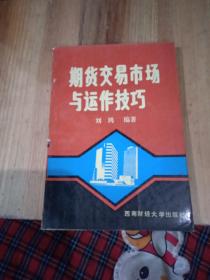 期货交易市场
与运作技巧
刘鸿 编著
西南财经大学出版社